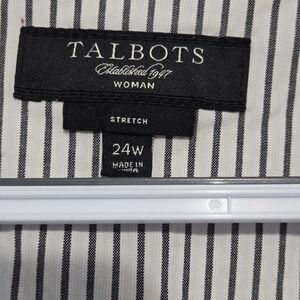 TALBOTS
Established 1947
WOMAN
STRETCH
24W
MADE IN